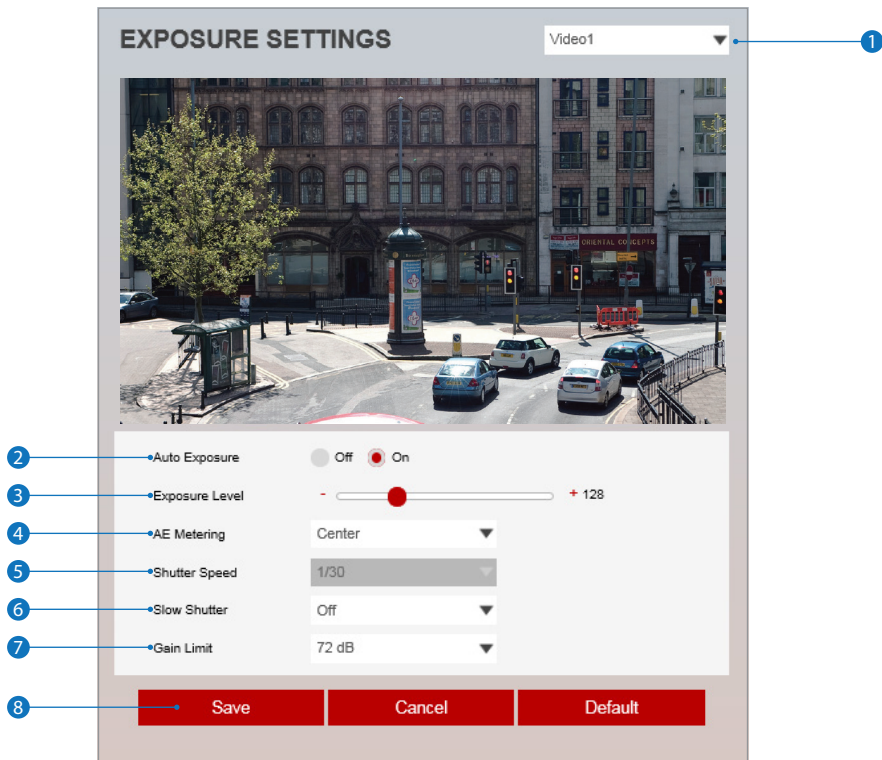 EXPOSURE SETTINGS
Video1
1
ORIENTAL CONCEPTS
2
Auto Exposure
Off
On
3
Exposure Level
-
+ 128
4
AE Metering
Center
5
Shutter Speed
1/30
6
Slow Shutter
Off
7
Gain Limit
72 dB
8
Save
Cancel
Default